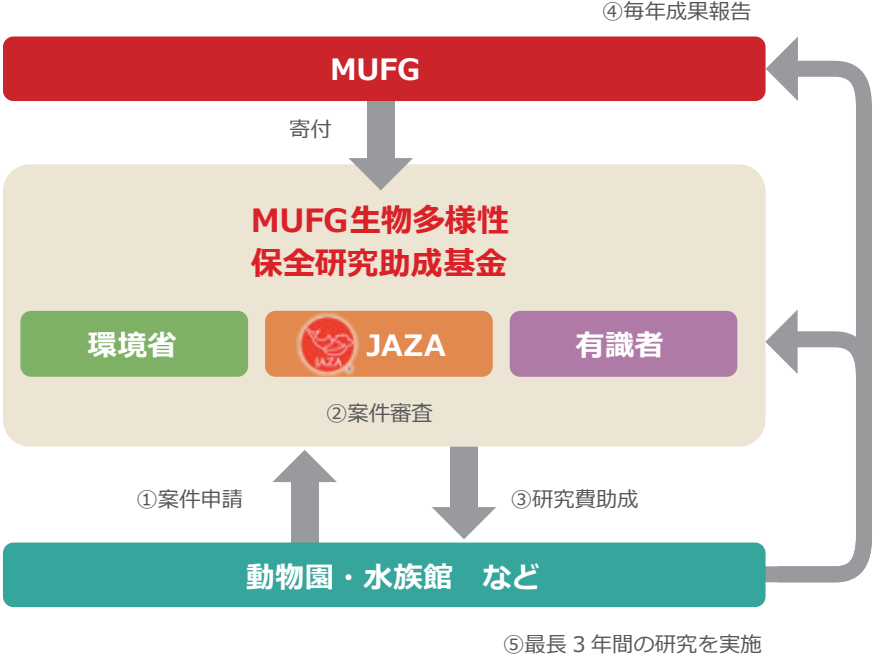 ④毎年成果報告
MUFG
寄付
MUFG生物多様性
保全研究助成基金
環境省
JAZA
JAZA
有識者
②案件審査
①案件申請
③研究費助成
動物園・水族館 など
⑤最長３年間の研究を実施